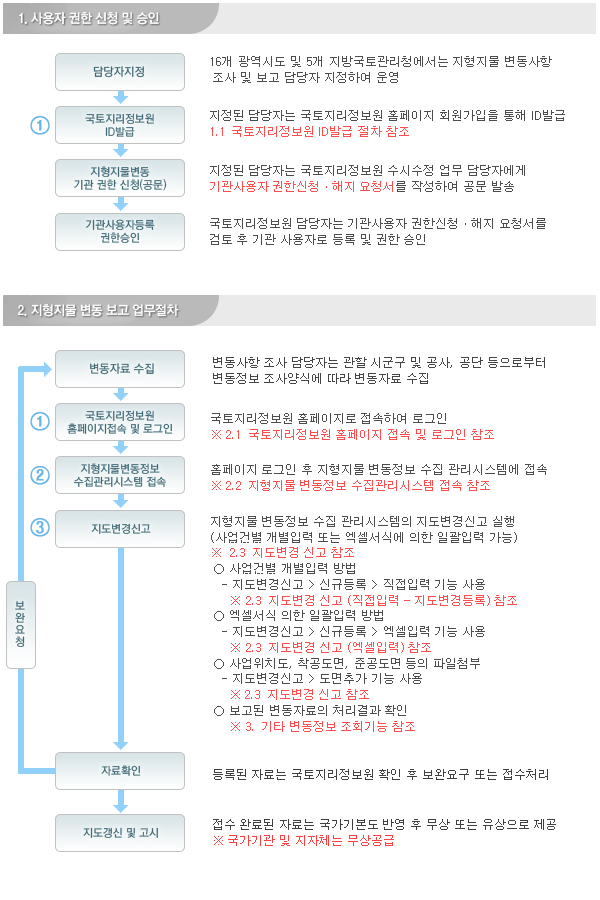 1. 사용자 권한 신청 및 승인
담당자지정
16개 광역시도 및 5개 지방국토관리청에서는 지형지물 변동사항
조사 및 보고 담당자 지정하여 운영
①
국토지리정보원
ID발급
지정된 담당자는 국토지리정보원 홈페이지 회원가입을 통해 ID발급
1.1 국토지리정보원 ID발급 절차 참조
지형지물변동
기관 권한 신청(공문)
지정된 담당자는 국토지리정보원 수시수정 업무 담당자에게
기관사용자 권한신청 · 해지 요청서를 작성하여 공문 발송
기관사용자등록
권한승인
국토지리정보원 담당자는 기관사용자 권한신청 · 해지 요청서를
검토 후 기관 사용자로 등록 및 권한 승인
2. 지형지물 변동 보고 업무절차
변동자료 수집
변동사항 조사 담당자는 관할 시군구 및 공사, 공단 등으로부터
변동정보 조사양식에 따라 변동자료 수집
①
국토지리정보원
홈페이지접속 및 로그인
국토지리정보원 홈페이지로 접속하여 로그인
※ 2.1 국토지리정보원 홈페이지 접속 및 로그인 참조
②
지형지물변동정보
수집관리시스템 접속
홈페이지 로그인 후 지형지물 변동정보 수집 관리시스템에 접속
※ 2.2 지형지물 변동정보 수집관리시스템 접속 참조
③
지도변경신고
지형지물 변동정보 수집 관리시스템의 지도변경신고 실행
(사업건별 개별입력 또는 엑셀서식에 의한 일괄입력 가능)
※ 2.3 지도변경 신고 참조
○ 사업건별 개별입력 방법
- 지도변경신고 > 신규등록 > 직접입력 기능 사용
※ 2.3 지도변경 신고 (직접입력 - 지도변경등록) 참조
○ 엑셀서식 의한 일괄입력 방법
- 지도변경신고 > 신규등록 > 엑셀입력 기능 사용
※ 2.3 지도변경 신고 (엑셀입력) 참조
○ 사업위치도, 착공도면, 준공도면 등의 파일첨부
- 지도변경신고 > 도면추가 기능 사용
※ 2.3 지도변경 신고 참조
○ 보고된 변동자료의 처리결과 확인
※ 3. 기타 변동정보 조회기능 참조
보완요청
자료확인
등록된 자료는 국토지리정보원 확인 후 보완요구 또는 접수처리
지도갱신 및 고시
접수 완료된 자료는 국가기본도 반영 후 무상 또는 유상으로 제공
※ 국가기관 및 지자체는 무상공급